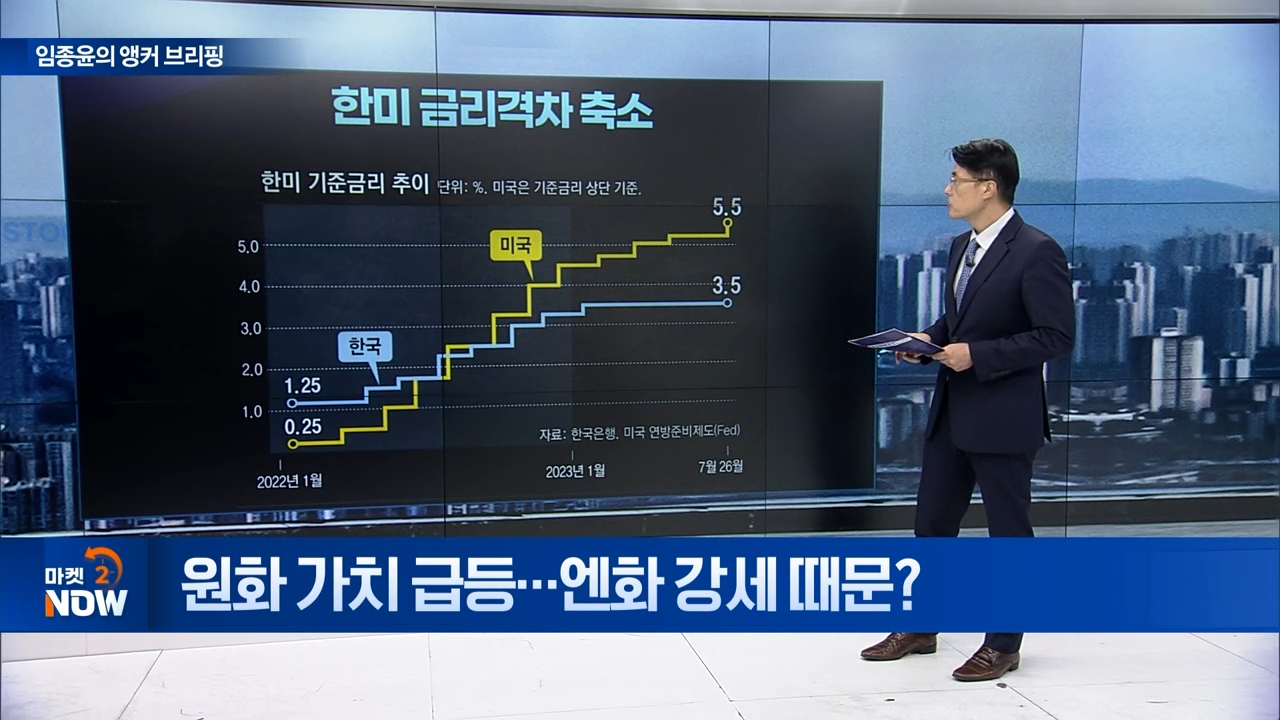 임종윤의 앵커 브리핑
한미 금리격차 축소
한미 기준금리 추이 단위: %, 미국은 기준금리 상단 기준.
5.5
5.0
미국
4.0
3.5
3.0
한국
2.0
1.25
1.0
0.25
자료: 한국은행, 미국 연방준비제도(Fed)
2022년 1월
2023년 1월
7월 26일
STO
마켓 2
NOW
원화 가치 급등…엔화 강세 때문?